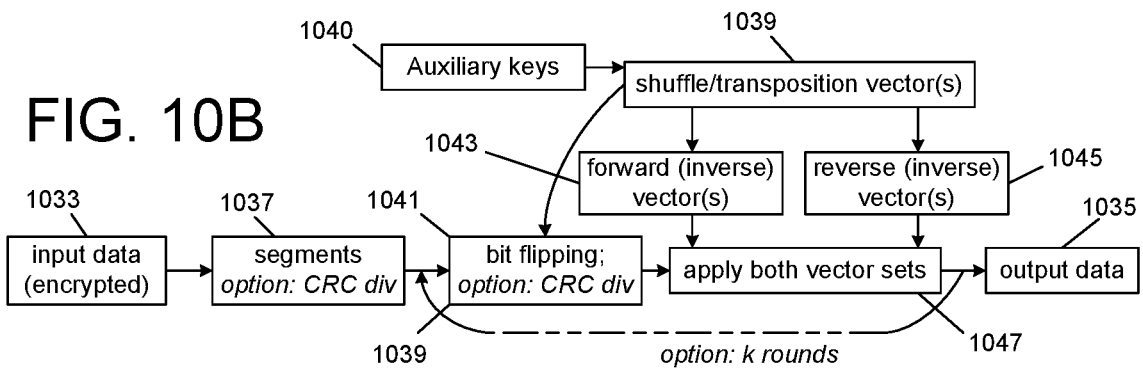 1039
1040
Auxiliary keys
shuffle/transposition vector(s)
FIG. 10B
1043
forward (inverse)
vector(s)
reverse (inverse)
vector(s)
1045
1033
1037
1041
1035
input data
(encrypted)
segments
option: CRC div
bit flipping;
option: CRC div
apply both vector sets
output data
1039
option: k rounds
1047